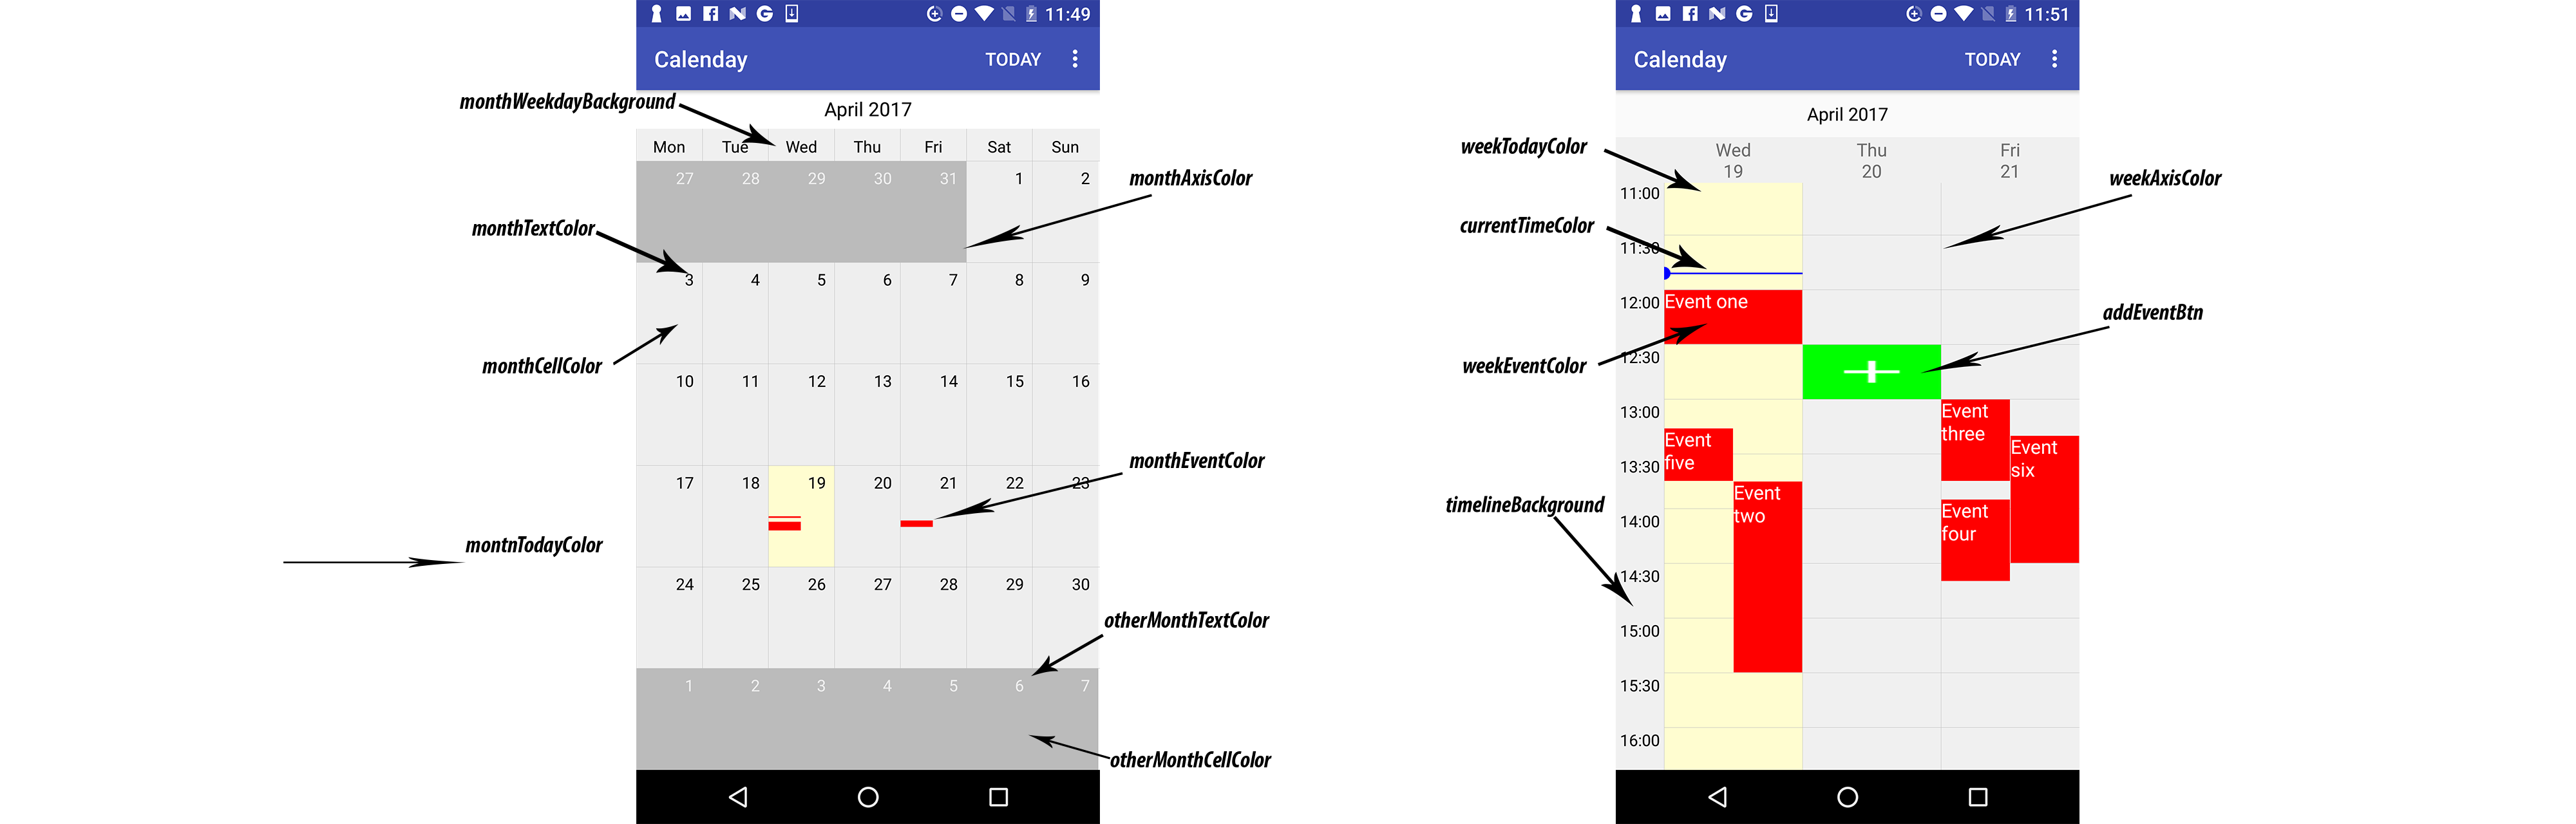 11:49
Calenday TODAY
monthWeekdayBackground
April 2017
Mon Tue Wed Thu Fri Sat Sun
27 28 29 30 31 1 2
monthAxisColor
monthTextColor
3 4 5 6 7 8 9
monthCellColor
10 11 12 13 14 15 16
monthEventColor
17 18 19 20 21 22 23
montnTodayColor
24 25 26 27 28 29 30
otherMonthTextColor
1 2 3 4 5 6 7
otherMonthCellColor
11:51
Calenday TODAY
April 2017
weekTodayColor
Wed Thu Fri
19 20 21
weekAxisColor
11:00
currentTimeColor
11:30
12:00 Event one
addEventBtn
weekEventColor
12:30
13:00
Event
three
Event
five
Event
six
13:30
timelineBackground
Event
two
Event
four
14:00
14:30
15:00
15:30
16:00